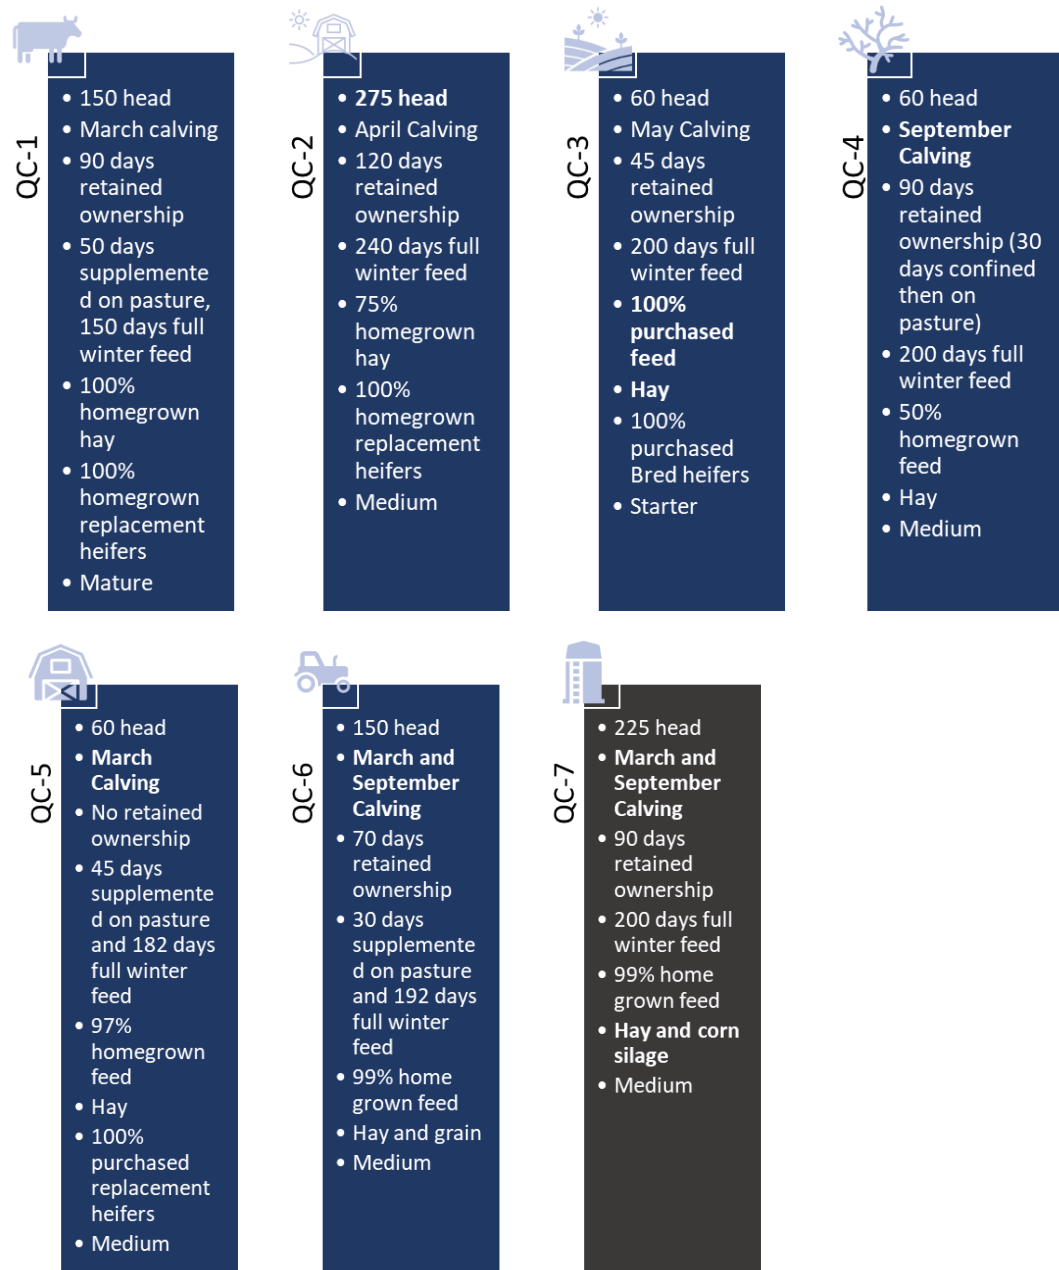 QC-1
• 150 head
• March calving
• 90 days
retained
ownership
• 50 days
supplemente
d on pasture,
150 days full
winter feed
• 100%
homegrown
hay
• 100%
homegrown
replacement
heifers
• Mature
QC-2
• 275 head
• April Calving
• 120 days
retained
ownership
• 240 days full
winter feed
• 75%
homegrown
hay
• 100%
homegrown
replacement
heifers
• Medium
QC-3
• 60 head
• May Calving
• 45 days
retained
ownership
• 200 days full
winter feed
• 100%
purchased
feed
• Hay
• 100%
purchased
Bred heifers
• Starter
QC-4
• 60 head
• September
Calving
• 90 days
retained
ownership (30
days confined
then on
pasture)
• 200 days full
winter feed
• 50%
homegrown
feed
• Hay
• Medium
QC-5
• 60 head
• March
Calving
• No retained
ownership
• 45 days
supplemente
d on pasture
and 182 days
full winter
feed
• 97%
homegrown
feed
• Hay
• 100%
purchased
replacement
heifers
• Medium
QC-6
• 150 head
• March and
September
Calving
• 70 days
retained
ownership
• 30 days
supplemente
d on pasture
and 192 days
full winter
feed
• 99% home
grown feed
• Hay and grain
• Medium
QC-7
• 225 head
• March and
September
Calving
• 90 days
retained
ownership
• 200 days full
winter feed
• 99% home
grown feed
• Hay and corn
silage
• Medium